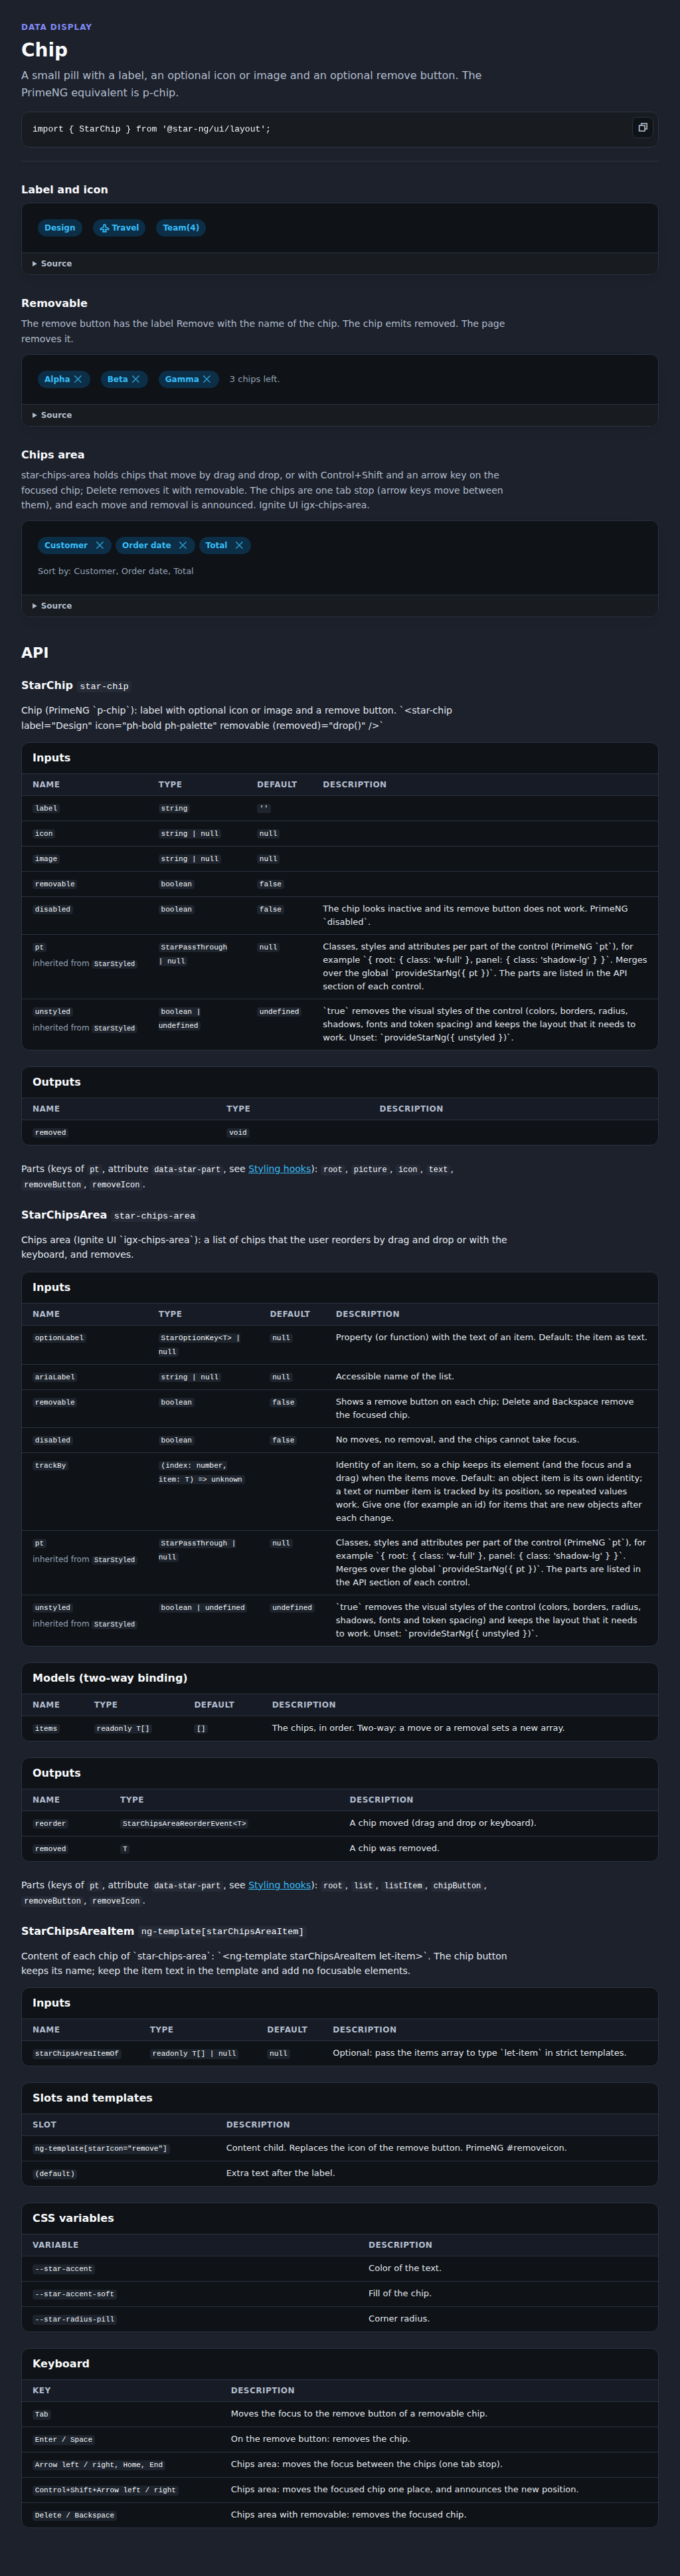 DATA DISPLAY
Chip
A small pill with a label, an optional icon or image and an optional remove button. The
PrimeNG equivalent is p-chip.
import { StarChip } from '@star-ng/ui/layout';
Label and icon
Design Travel Team(4)
Source
Removable
The remove button has the label Remove with the name of the chip. The chip emits removed. The page
removes it.
Alpha Beta Gamma 3 chips left.
Source
Chips area
star-chips-area holds chips that move by drag and drop, or with Control+Shift and an arrow key on the
focused chip; Delete removes it with removable. The chips are one tab stop (arrow keys move between
them), and each move and removal is announced. Ignite UI igx-chips-area.
Customer Order date Total
Sort by: Customer, Order date, Total
Source
API
StarChip star-chip
Chip (PrimeNG `p-chip`): label with optional icon or image and a remove button. `<star-chip
label="Design" icon="ph-bold ph-palette" removable (removed)="drop()" />`
Inputs
NAME TYPE DEFAULT DESCRIPTION
label string ''
icon string | null null
image string | null null
removable boolean false
disabled boolean false The chip looks inactive and its remove button does not work. PrimeNG
`disabled`.
pt StarPassThrough null Classes, styles and attributes per part of the control (PrimeNG `pt`), for
inherited from StarStyled | null example `{ root: { class: 'w-full' }, panel: { class: 'shadow-lg' } }`. Merges
over the global `provideStarNg({ pt })`. The parts are listed in the API
section of each control.
unstyled boolean | undefined `true` removes the visual styles of the control (colors, borders, radius,
inherited from StarStyled undefined shadows, fonts and token spacing) and keeps the layout that it needs to
work. Unset: `provideStarNg({ unstyled })`.
Outputs
NAME TYPE DESCRIPTION
removed void
Parts (keys of pt, attribute data-star-part, see Styling hooks): root, picture, icon, text,
removeButton, removeIcon.
StarChipsArea star-chips-area
Chips area (Ignite UI `igx-chips-area`): a list of chips that the user reorders by drag and drop or with the
keyboard, and removes.
Inputs
NAME TYPE DEFAULT DESCRIPTION
optionLabel StarOptionKey<T> | null Property (or function) with the text of an item. Default: the item as text.
null
ariaLabel string | null null Accessible name of the list.
removable boolean false Shows a remove button on each chip; Delete and Backspace remove
the focused chip.
disabled boolean false No moves, no removal, and the chips cannot take focus.
trackBy (index: number, Identity of an item, so a chip keeps its element (and the focus and a
item: T) => unknown drag) when the items move. Default: an object item is its own identity;
a text or number item is tracked by its position, so repeated values
work. Give one (for example an id) for items that are new objects after
each change.
pt StarPassThrough | null Classes, styles and attributes per part of the control (PrimeNG `pt`), for
inherited from StarStyled null example `{ root: { class: 'w-full' }, panel: { class: 'shadow-lg' } }`.
Merges over the global `provideStarNg({ pt })`. The parts are listed in
the API section of each control.
unstyled boolean | undefined undefined `true` removes the visual styles of the control (colors, borders, radius,
inherited from StarStyled shadows, fonts and token spacing) and keeps the layout that it needs
to work. Unset: `provideStarNg({ unstyled })`.
Models (two-way binding)
NAME TYPE DEFAULT DESCRIPTION
items readonly T[] [] The chips, in order. Two-way: a move or a removal sets a new array.
Outputs
NAME TYPE DESCRIPTION
reorder StarChipsAreaReorderEvent<T> A chip moved (drag and drop or keyboard).
removed T A chip was removed.
Parts (keys of pt, attribute data-star-part, see Styling hooks): root, list, listItem, chipButton,
removeButton, removeIcon.
StarChipsAreaItem ng-template[starChipsAreaItem]
Content of each chip of `star-chips-area`: `<ng-template starChipsAreaItem let-item>`. The chip button
keeps its name; keep the item text in the template and add no focusable elements.
Inputs
NAME TYPE DEFAULT DESCRIPTION
starChipsAreaItemOf readonly T[] | null null Optional: pass the items array to type `let-item` in strict templates.
Slots and templates
SLOT DESCRIPTION
ng-template[starIcon="remove"] Content child. Replaces the icon of the remove button. PrimeNG #removeicon.
(default) Extra text after the label.
CSS variables
VARIABLE DESCRIPTION
--star-accent Color of the text.
--star-accent-soft Fill of the chip.
--star-radius-pill Corner radius.
Keyboard
KEY DESCRIPTION
Tab Moves the focus to the remove button of a removable chip.
Enter / Space On the remove button: removes the chip.
Arrow left / right, Home, End Chips area: moves the focus between the chips (one tab stop).
Control+Shift+Arrow left / right Chips area: moves the focused chip one place, and announces the new position.
Delete / Backspace Chips area with removable: removes the focused chip.